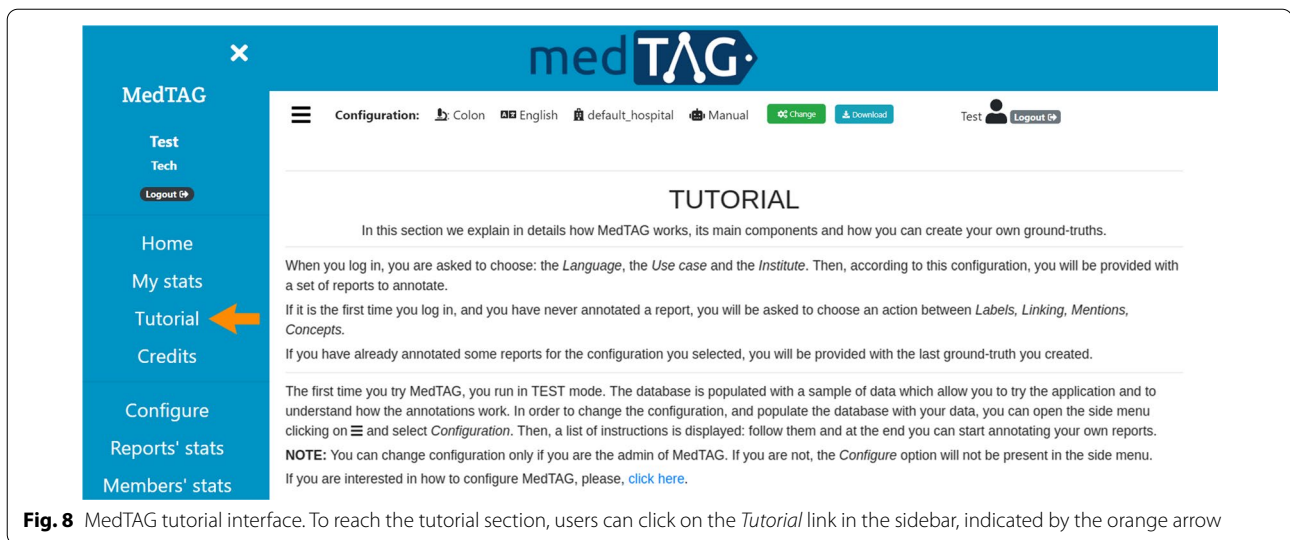 medTAG
MedTAG
Test
Tech
Logout
Home
My stats
Tutorial
Credits
Configure
Reports' stats
Members' stats
Configuration: : Colon English default_hospital Manual Change Download Test Logout
TUTORIAL
In this section we explain in details how MedTAG works, its main components and how you can create your own ground-truths.
When you log in, you are asked to choose: the Language, the Use case and the Institute. Then, according to this configuration, you will be provided with
a set of reports to annotate.
If it is the first time you log in, and you have never annotated a report, you will be asked to choose an action between Labels, Linking, Mentions,
Concepts.
If you have already annotated some reports for the configuration you selected, you will be provided with the last ground-truth you created.
The first time you try MedTAG, you run in TEST mode. The database is populated with a sample of data which allow you to try the application and to
understand how the annotations work. In order to change the configuration, and populate the database with your data, you can open the side menu
clicking on ☰ and select Configuration. Then, a list of instructions is displayed: follow them and at the end you can start annotating your own reports.
NOTE: You can change configuration only if you are the admin of MedTAG. If you are not, the Configure option will not be present in the side menu.
If you are interested in how to configure MedTAG, please, click here.
Fig. 8 MedTAG tutorial interface. To reach the tutorial section, users can click on the Tutorial link in the sidebar, indicated by the orange arrow